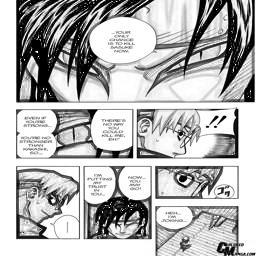 ...YOUR
ONLY
CHANCE
IS TO
KILL
SASUKE
NOW.
EVEN IF
YOU'RE
STRONG...
YOU'RE NO
STRONGER
THAN
KAKASHI,
SO...
THERE'S
NO WAY
YOU COULD
KILL ME,
EH?
!!
I'M
PUTTING
MY
TRUST
IN
YOU...
NOW...
YOU
MAY
GO!
HEH...
I'M
JOKING...